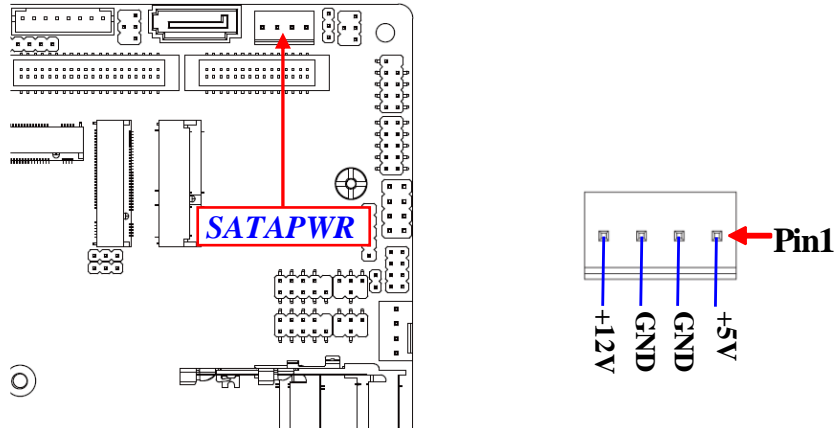 SATAPWR
Pin1
+12V
GND
GND
+5V